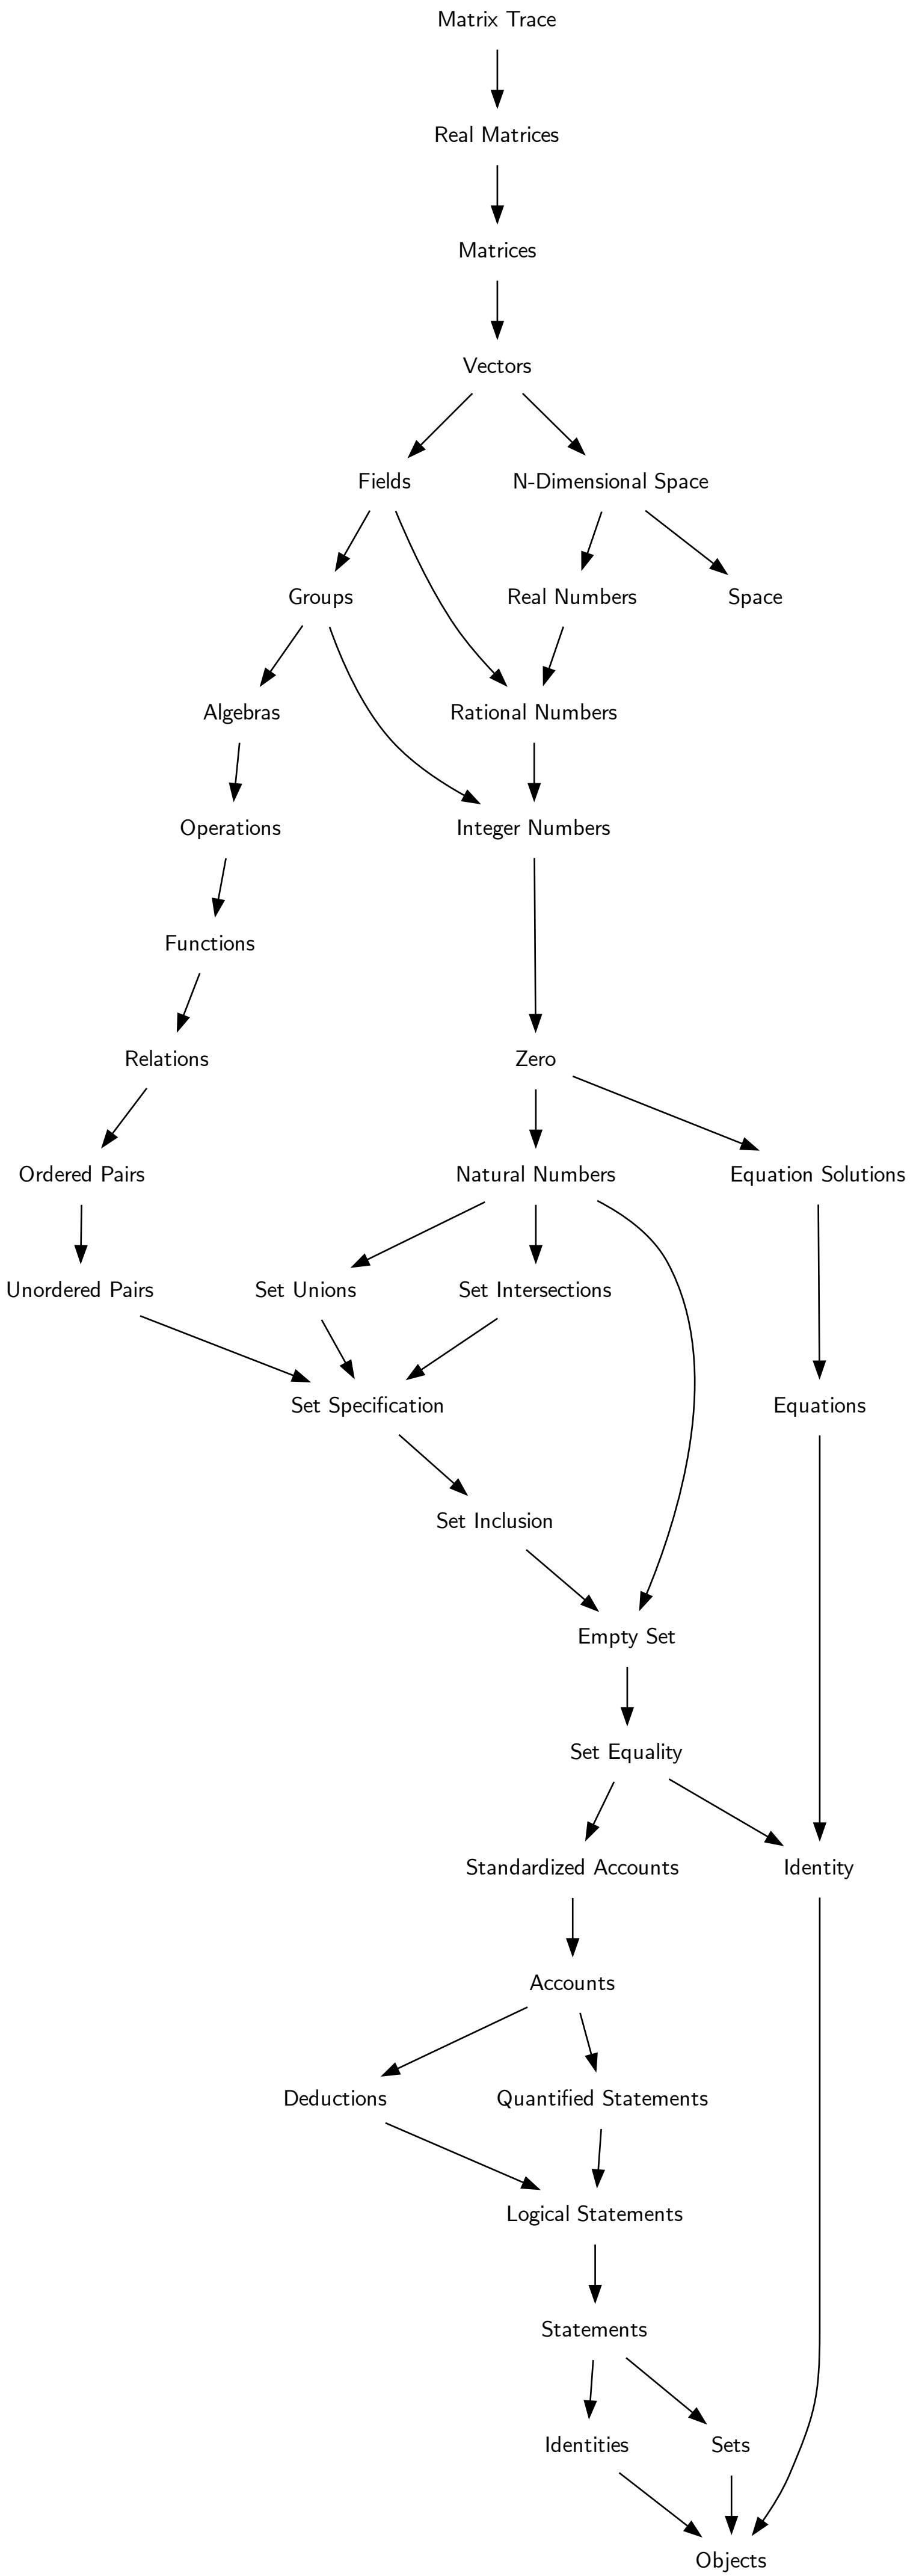 Matrix Trace
Real Matrices
Matrices
Vectors
Fields
N-Dimensional Space
Groups
Real Numbers
Space
Algebras
Rational Numbers
Operations
Integer Numbers
Functions
Relations
Zero
Ordered Pairs
Natural Numbers
Equation Solutions
Unordered Pairs
Set Unions
Set Intersections
Set Specification
Equations
Set Inclusion
Empty Set
Set Equality
Standardized Accounts
Identity
Accounts
Deductions
Quantified Statements
Logical Statements
Statements
Identities
Sets
Objects